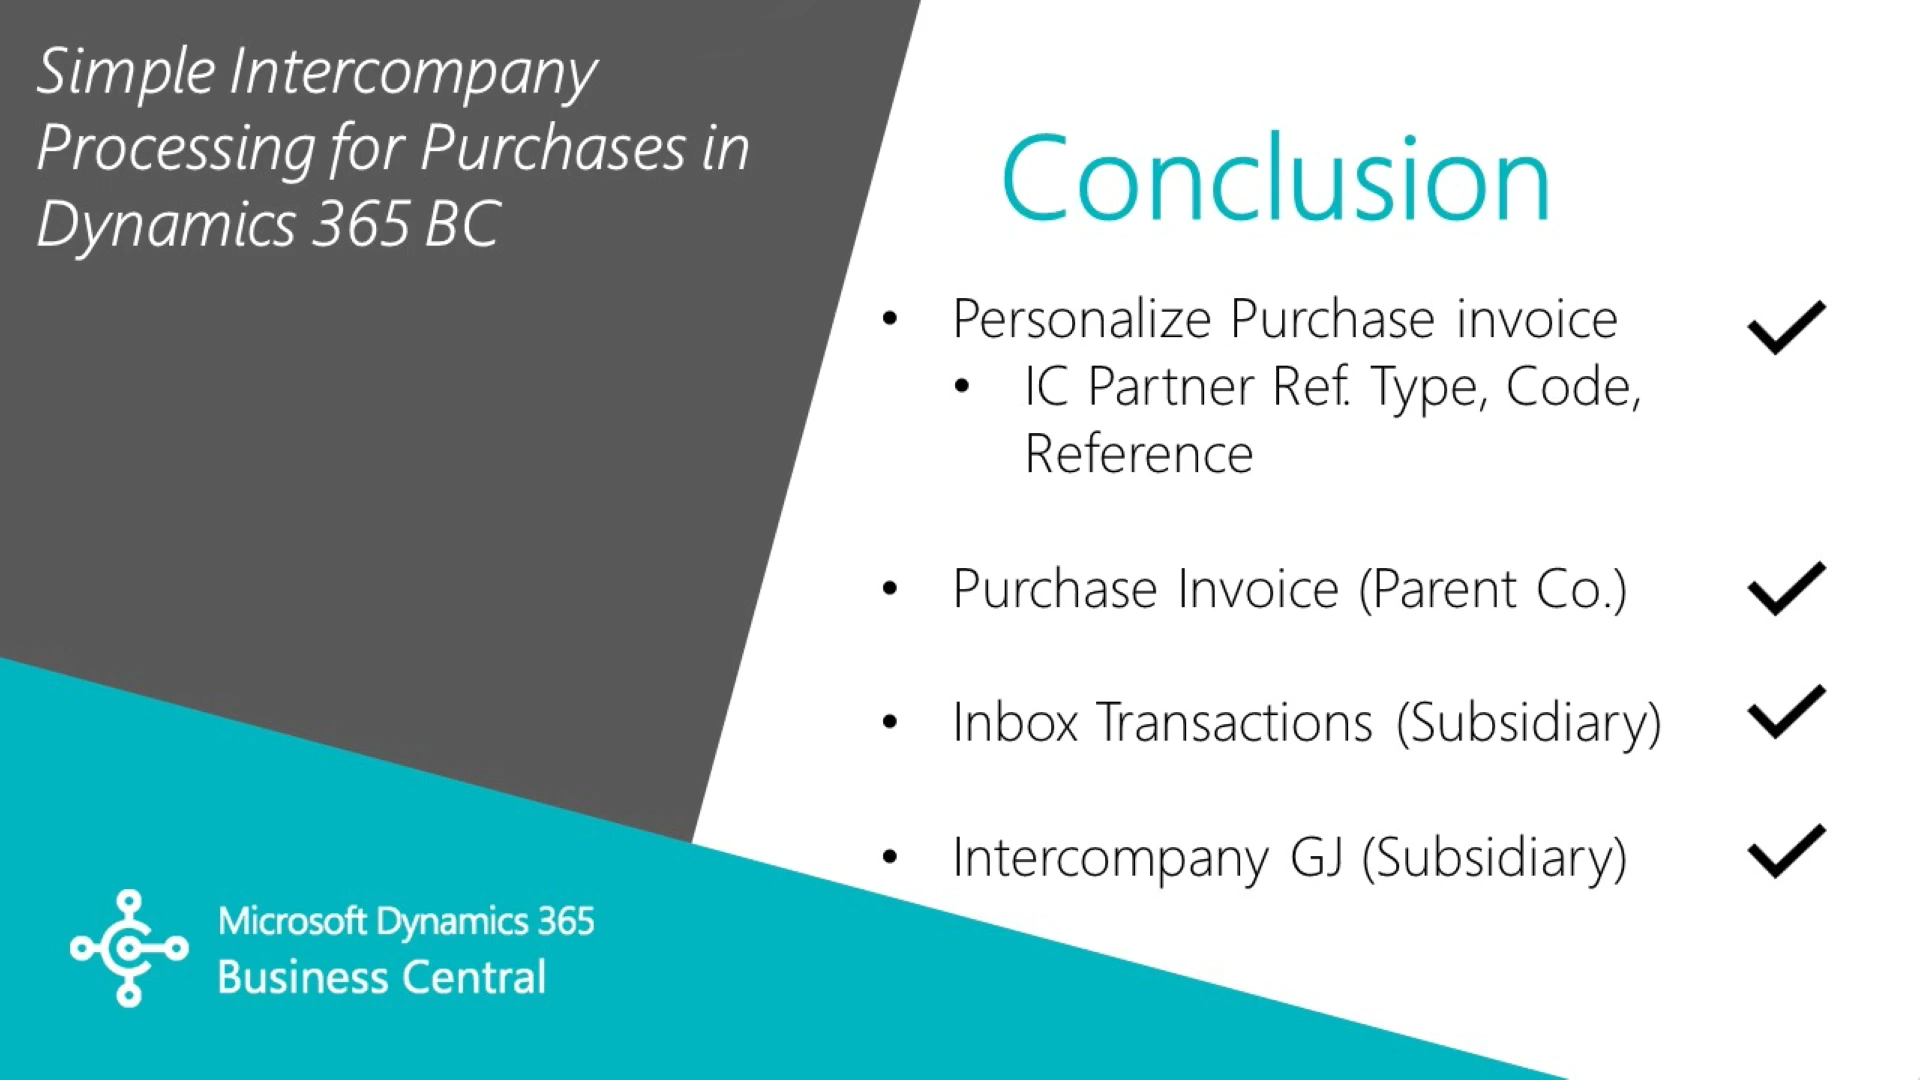 Simple Intercompany
Processing for Purchases in
Dynamics 365 BC
Conclusion
• Personalize Purchase invoice
• IC Partner Ref. Type, Code,
Reference
• Purchase Invoice (Parent Co.)
• Inbox Transactions (Subsidiary)
• Intercompany GJ (Subsidiary)
Microsoft Dynamics 365
Business Central